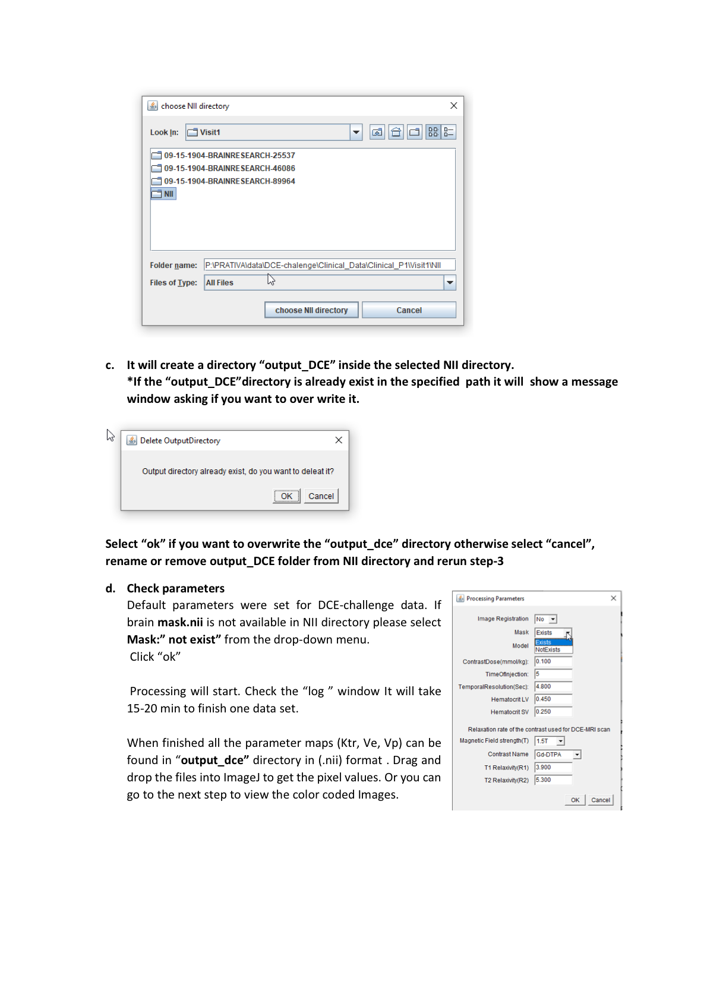 choose NII directory
Look In: Visit1
09-15-1904-BRAINRESEARCH-25537
09-15-1904-BRAINRESEARCH-46086
09-15-1904-BRAINRESEARCH-89964
NII
Folder name: P:\PRATIVA\data\DCE-chalenge\Clinical_Data\Clinical_P1\Visit1\NII
Files of Type: All Files
choose NII directory Cancel
c. It will create a directory “output_DCE” inside the selected NII directory.
*If the “output_DCE”directory is already exist in the specified path it will show a message
window asking if you want to over write it.
Delete OutputDirectory
Output directory already exist, do you want to deleat it?
OK Cancel
Select “ok” if you want to overwrite the “output_dce” directory otherwise select “cancel”,
rename or remove output_DCE folder from NII directory and rerun step-3
d. Check parameters
Default parameters were set for DCE-challenge data. If
brain mask.nii is not available in NII directory please select
Mask:” not exist” from the drop-down menu.
Click “ok”
Processing will start. Check the “log ” window It will take
15-20 min to finish one data set.
When finished all the parameter maps (Ktr, Ve, Vp) can be
found in “output_dce” directory in (.nii) format . Drag and
drop the files into ImageJ to get the pixel values. Or you can
go to the next step to view the color coded Images.
Processing Parameters
Image Registration No
Mask Exists
Exists
Model
NotExists
ContrastDose(mmol/kg): 0.100
TimeOfInjection: 5
TemporalResolution(Sec): 4.800
Hematocrit LV 0.450
Hematocrit SV 0.250
Relaxation rate of the contrast used for DCE-MRI scan
Magnetic Field strength(T) 1.5T
Contrast Name Gd-DTPA
T1 Relaxivity(R1) 3.900
T2 Relaxivity(R2) 5.300
OK Cancel